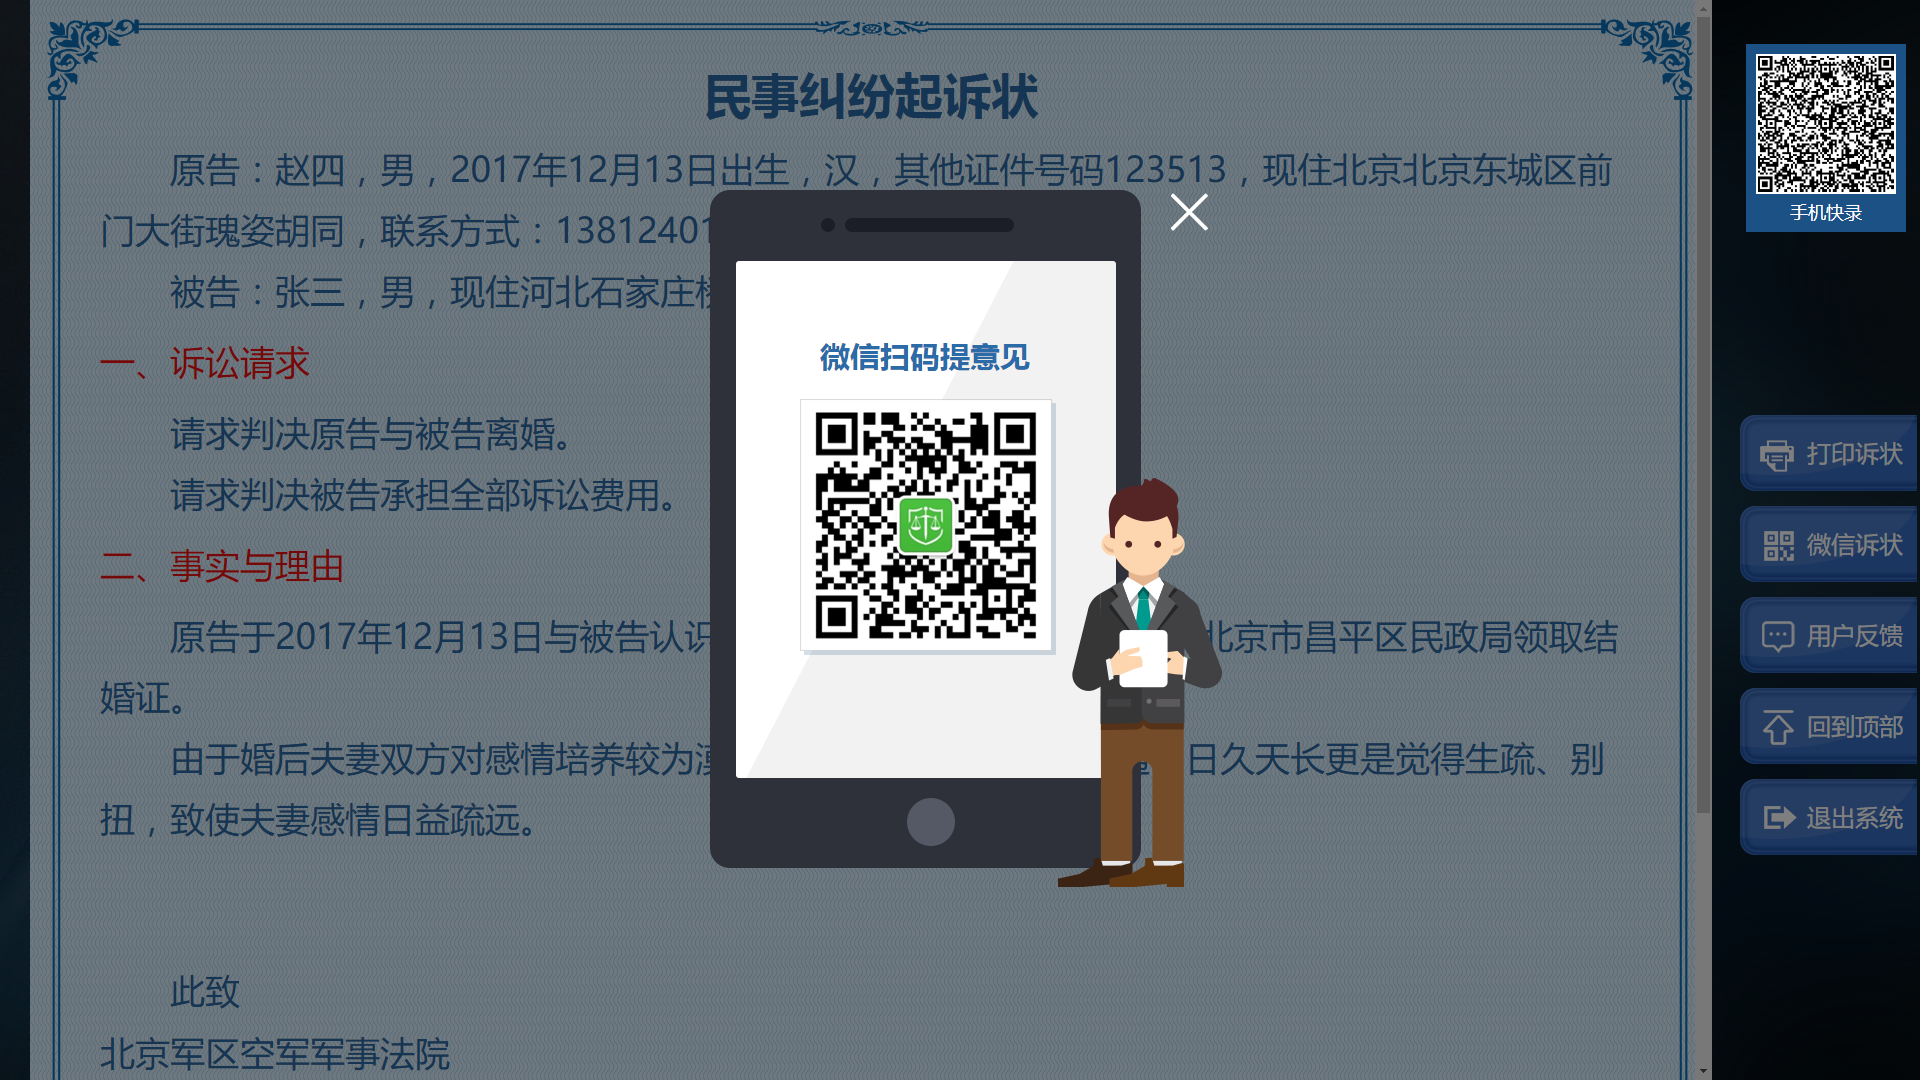 民事纠纷起诉状
原告：赵四，男，2017年12月13日出生，汉，其他证件号码123513，现住北京北京东城区前
门大街瑰姿胡同，联系方式：13812401
被告：张三，男，现住河北石家庄
一、诉讼请求
请求判决原告与被告离婚。
请求判决被告承担全部诉讼费用。
二、事实与理由
原告于2017年12月13日与被告认识 北京市昌平区民政局领取结
婚证。
由于婚后夫妻双方对感情培养较为 日久天长更是觉得生疏、别
扭，致使夫妻感情日益疏远。
此致
北京军区空军军事法院
微信扫码提意见
手机快录
打印诉状
微信诉状
用户反馈
回到顶部
退出系统